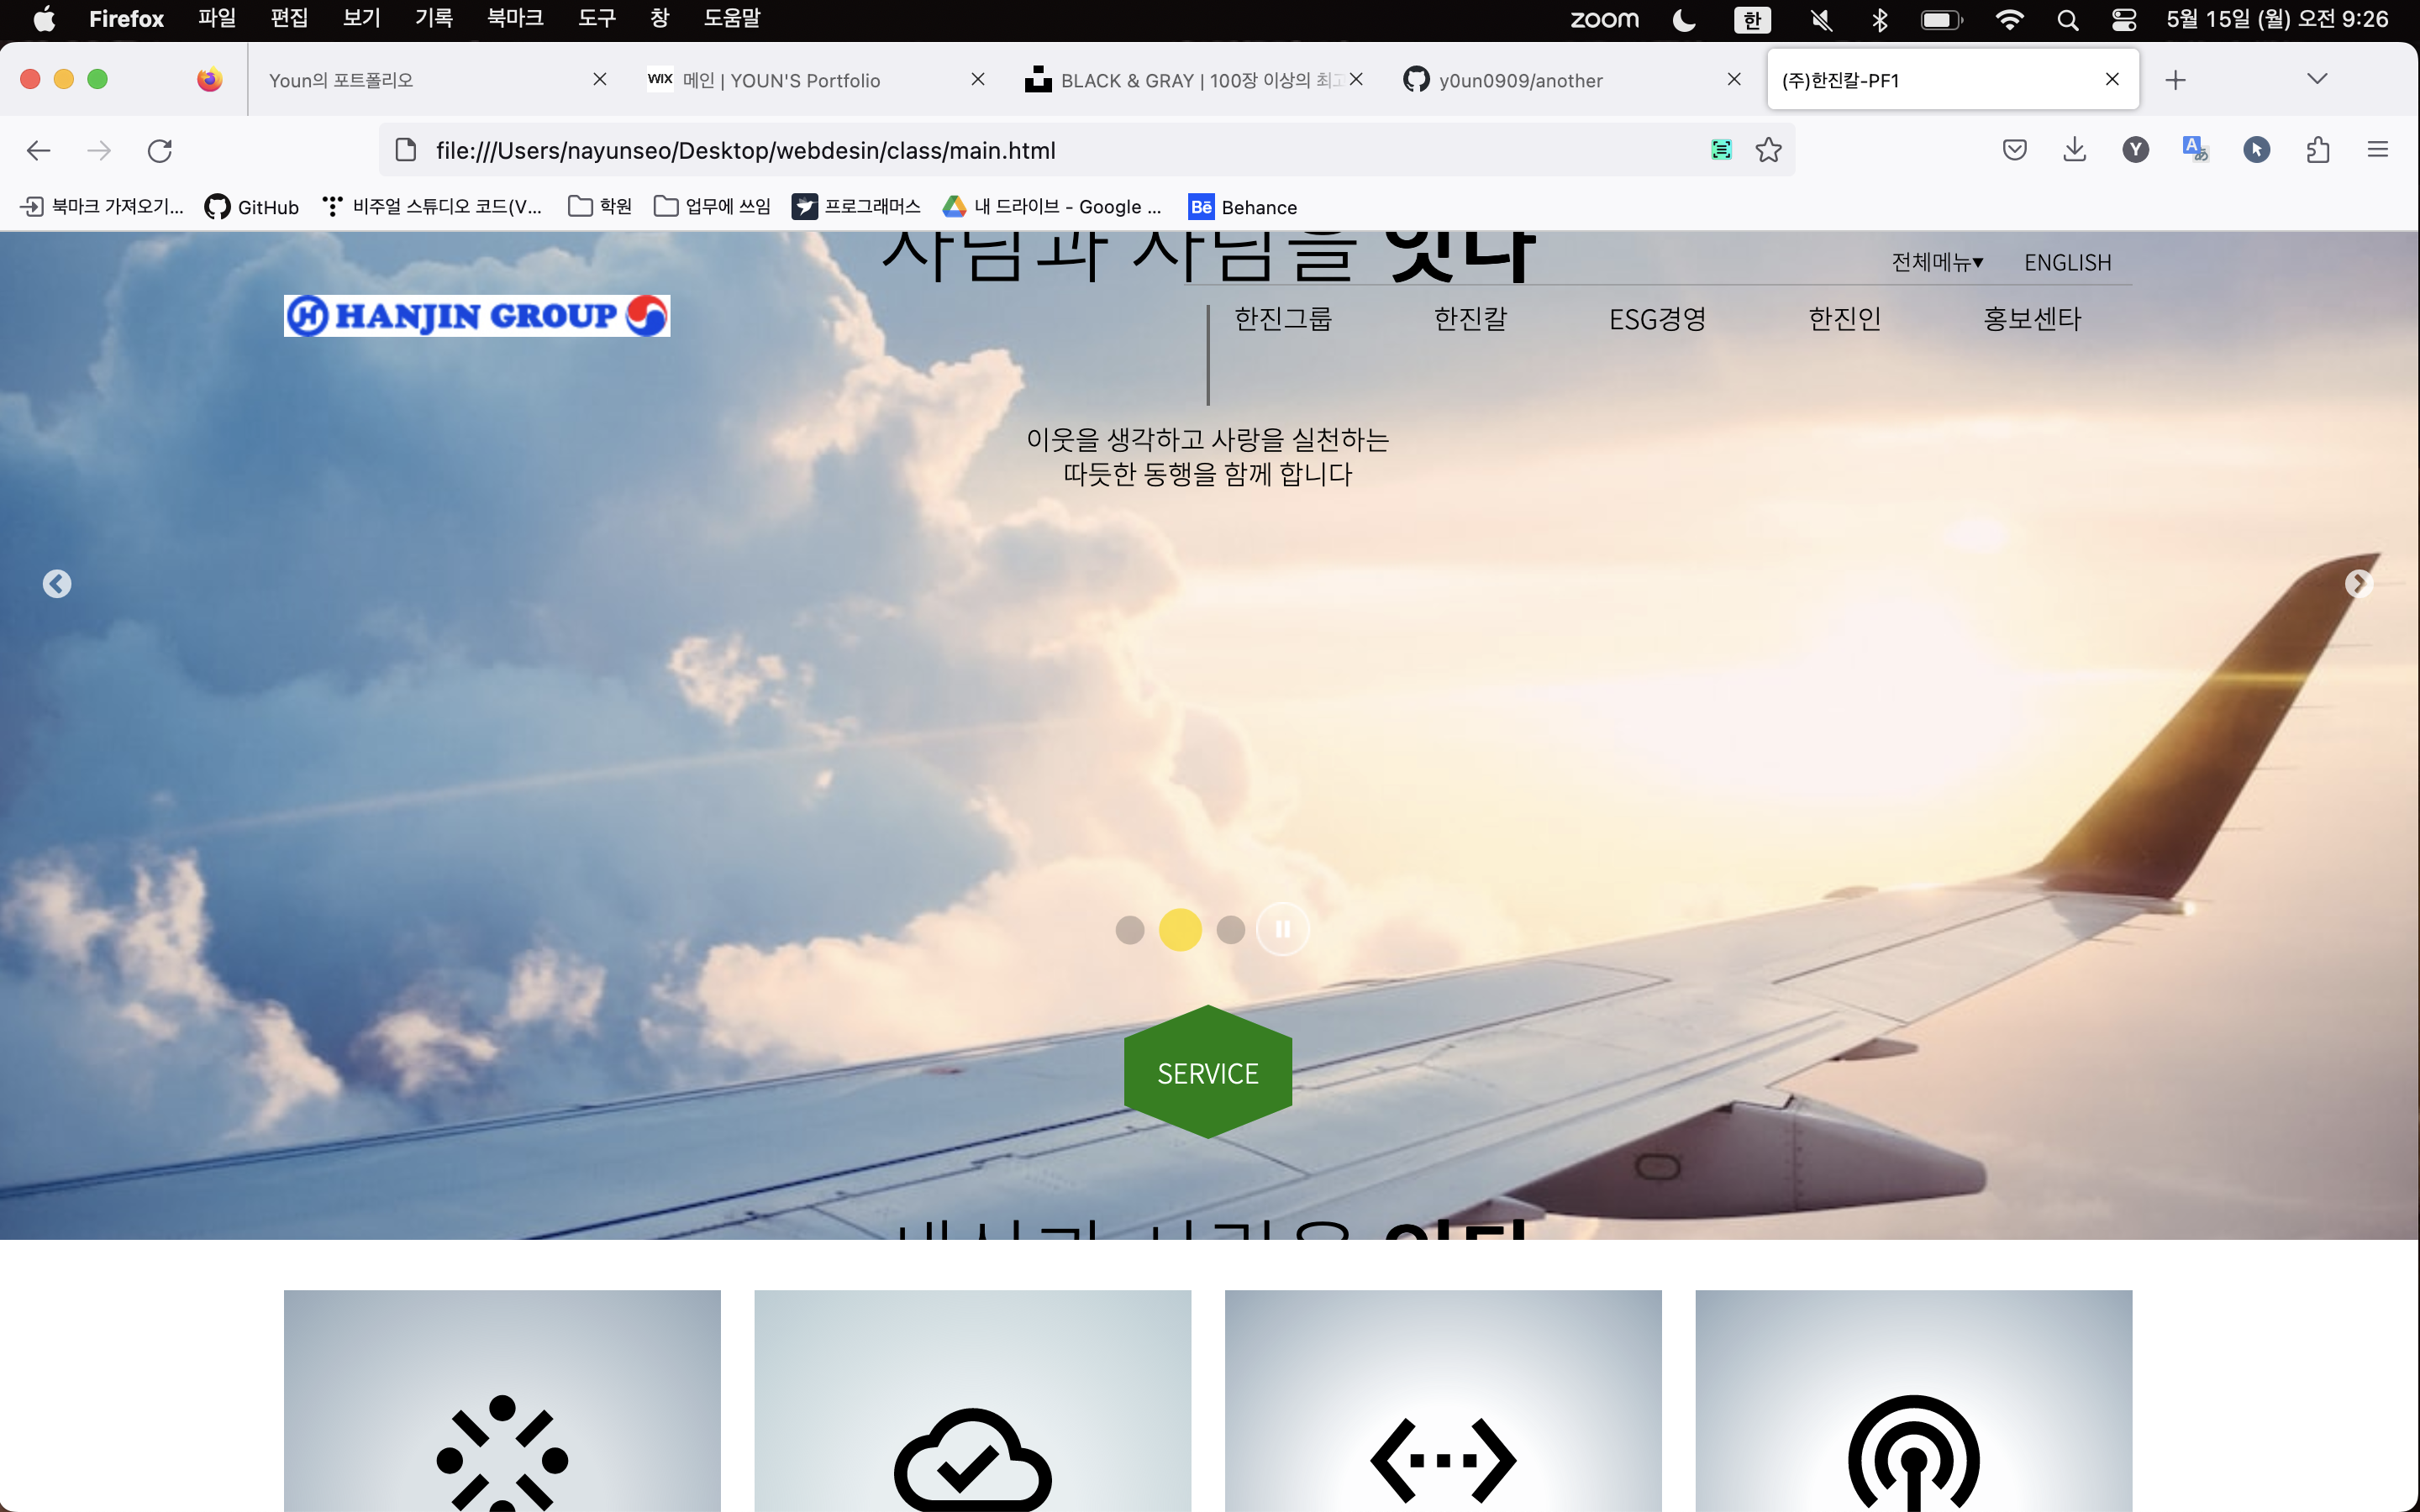 Firefox 파일 편집 보기 기록 북마크 도구 창 도움말 zoom 한 5월 15일 (월) 오전 9:26
Youn의 포트폴리오 WIX 메인 | YOUN'S Portfolio BLACK & GRAY | 100장 이상의 최고 y0un0909/another (주)한진칼-PF1
file:///Users/nayunseo/Desktop/webdesin/class/main.html Y
북마크 가져오기... GitHub 비주얼 스튜디오 코드(V... 학원 업무에 쓰임 프로그래머스 내 드라이브 - Google ... Bē Behance
사람과 사람을 잇다
전체메뉴▾ ENGLISH
HANJIN GROUP
한진그룹 한진칼 ESG경영 한진인 홍보센타
이웃을 생각하고 사랑을 실천하는
따듯한 동행을 함께 합니다
SERVICE